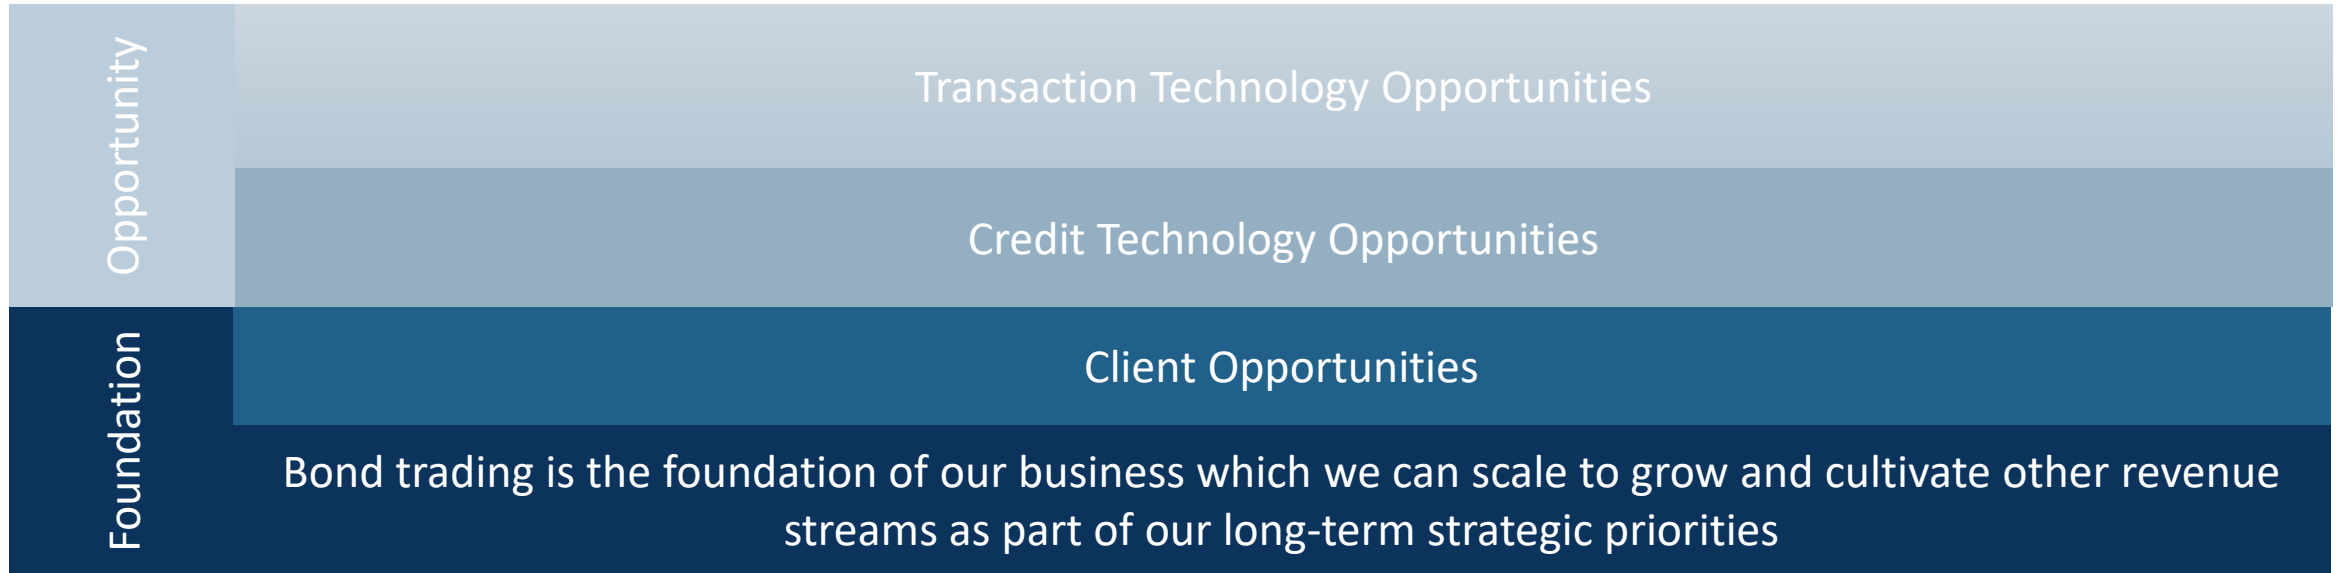 Opportunity
Transaction Technology Opportunities
Credit Technology Opportunities
Foundation
Client Opportunities
Bond trading is the foundation of our business which we can scale to grow and cultivate other revenue
streams as part of our long-term strategic priorities